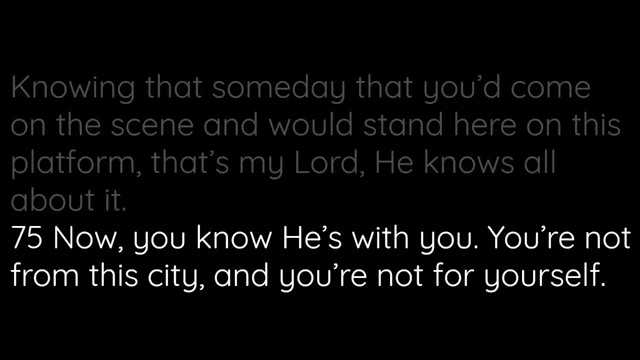 Knowing that someday that you’d come
on the scene and would stand here on this
platform, that’s my Lord, He knows all
about it.
75 Now, you know He’s with you. You’re not
from this city, and you’re not for yourself.